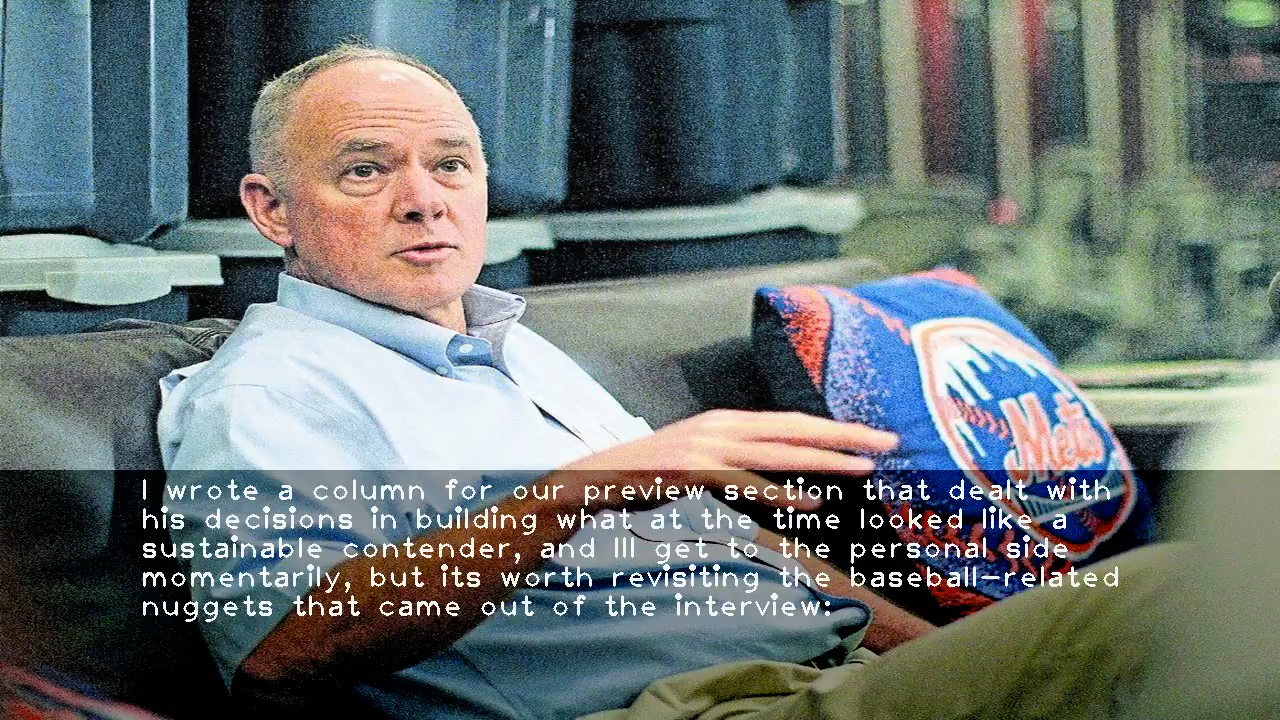 Mets
I wrote a column for our preview section that dealt with
his decisions in building what at the time looked like a
sustainable contender, and Ill get to the personal side
momentarily, but its worth revisiting the baseball-related
nuggets that came out of the interview: